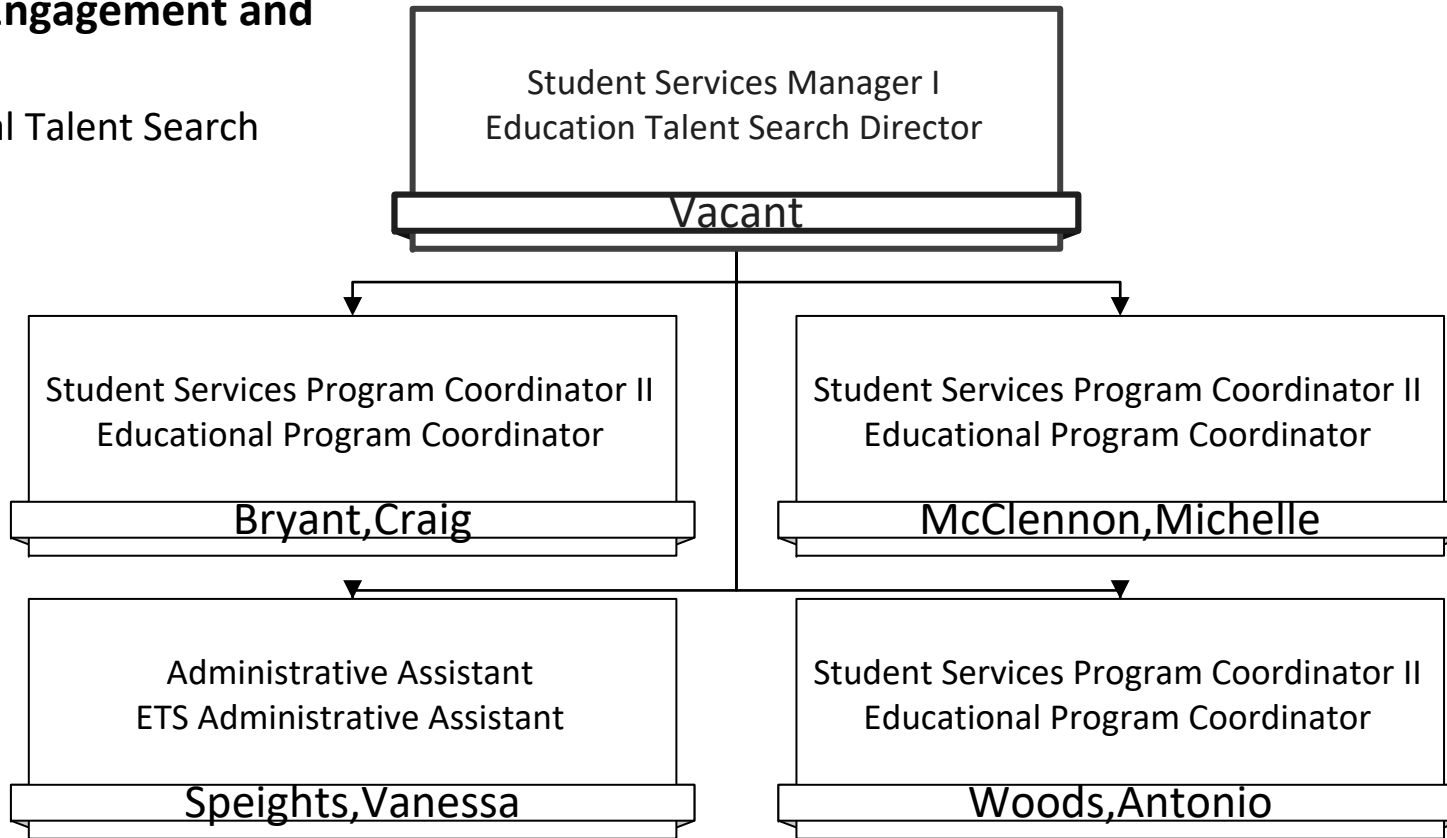 Engagement and
Talent Search
Student Services Manager I
Education Talent Search Director
Vacant
Student Services Program Coordinator II
Educational Program Coordinator
Bryant,Craig
Student Services Program Coordinator II
Educational Program Coordinator
McClennon,Michelle
Administrative Assistant
ETS Administrative Assistant
Speights,Vanessa
Student Services Program Coordinator II
Educational Program Coordinator
Woods,Antonio